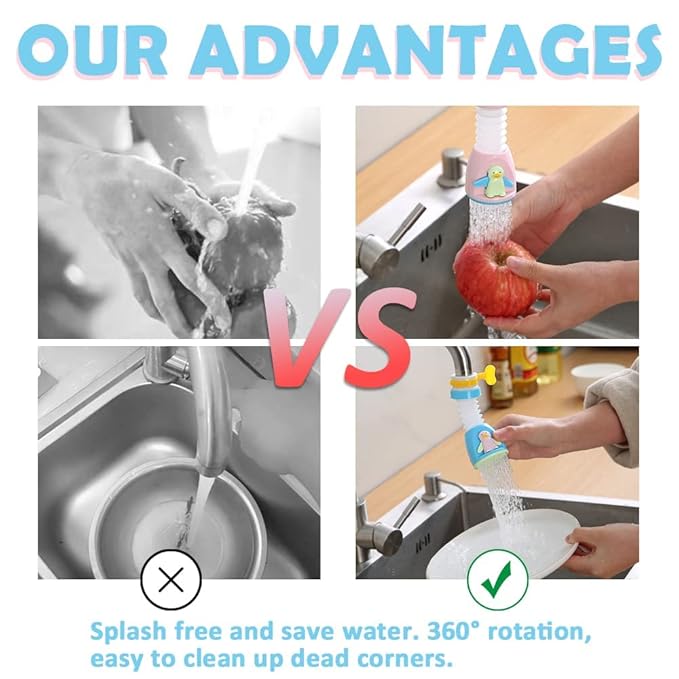 OUR ADVANTAGES
VS
Splash free and save water. 360° rotation,
easy to clean up dead corners.